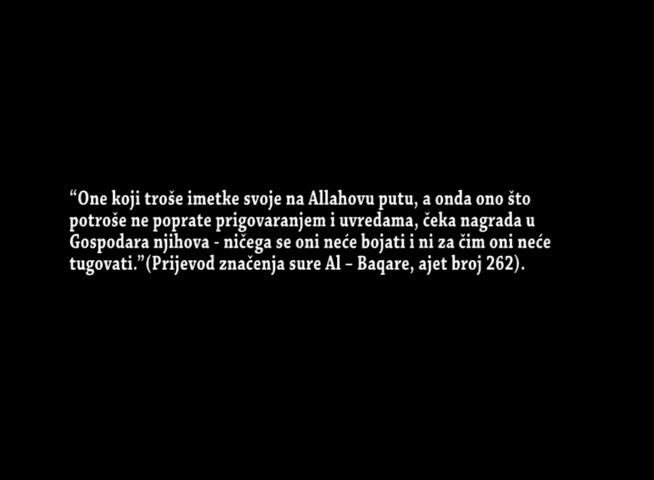 “One koji troše imetke svoje na Allahovu putu, a onda ono što
potroše ne poprate prigovaranjem i uvredama, čeka nagrada u
Gospodara njihova - ničega se oni neće bojati i ni za čim oni neće
tugovati.”(Prijevod značenja sure Al – Baqare, ajet broj 262).